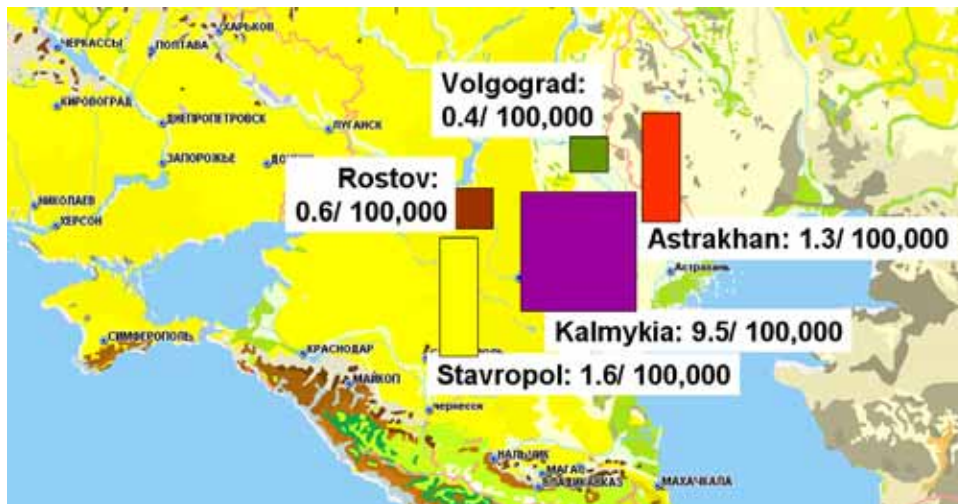 ХАРЬКОВ
ЧЕРКАССЫ
ПОЛТАВА
Volgograd:
0.4/ 100,000
КИРОВОГРАД
ДНЕПРОПЕТРОВСК
ЛУГАНСК
ЗАПОРОЖЬЕ
Rostov:
0.6/ 100,000
НИКОЛАЕВ
ХЕРСОН
Astrakhan: 1.3/ 100,000
Астрахань
СИМФЕРОПОЛЬ
Kalmykia: 9.5/ 100,000
КРАСНОДАР
Stavropol: 1.6/ 100,000
МАЙКОП
Черкесск
НАЛЬЧИК
МАГАС
ВЛАДИКАВКАЗ
МАХАЧКАЛА